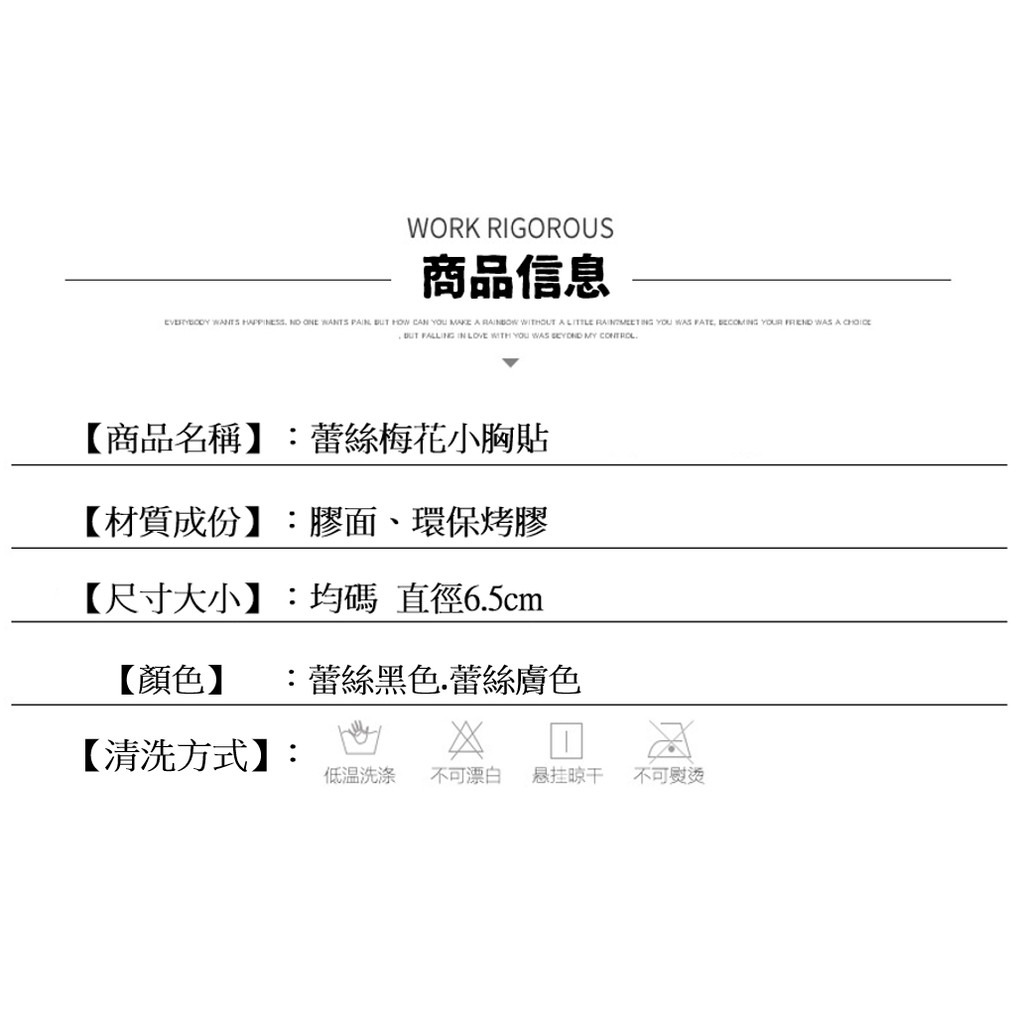 WORK RIGOROUS
商品信息
EVERYBODY WANTS HAPPINESS, NO ONE WANTS PAIN, BUT HOW CAN YOU MAKE A RAINBOW WITHOUT A LITTLE RAIN?MEETING YOU WAS FATE, BECOMING YOUR FRIEND WAS A CHOICE
, BUT FALLING IN LOVE WITH YOU WAS BEYOND MY CONTROL.
【商品名稱】：蕾絲梅花小胸貼
【材質成份】：膠面、環保烤膠
【尺寸大小】：均碼 直徑6.5cm
【顏色】：蕾絲黑色.蕾絲膚色
【清洗方式】：
低温洗涤 不可漂白 悬挂晾干 不可熨烫